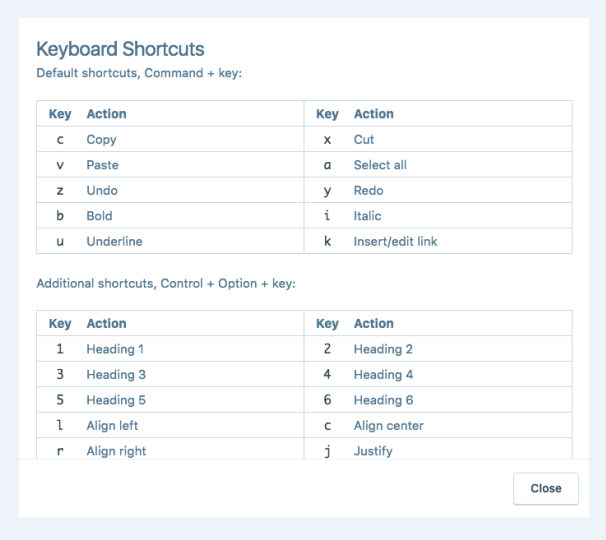 Keyboard Shortcuts
Default shortcuts, Command + key:
Key Action Key Action
c Copy x Cut
v Paste a Select all
z Undo y Redo
b Bold i Italic
u Underline k Insert/edit link
Additional shortcuts, Control + Option + key:
Key Action Key Action
1 Heading 1 2 Heading 2
3 Heading 3 4 Heading 4
5 Heading 5 6 Heading 6
l Align left c Align center
r Align right j Justify
Close